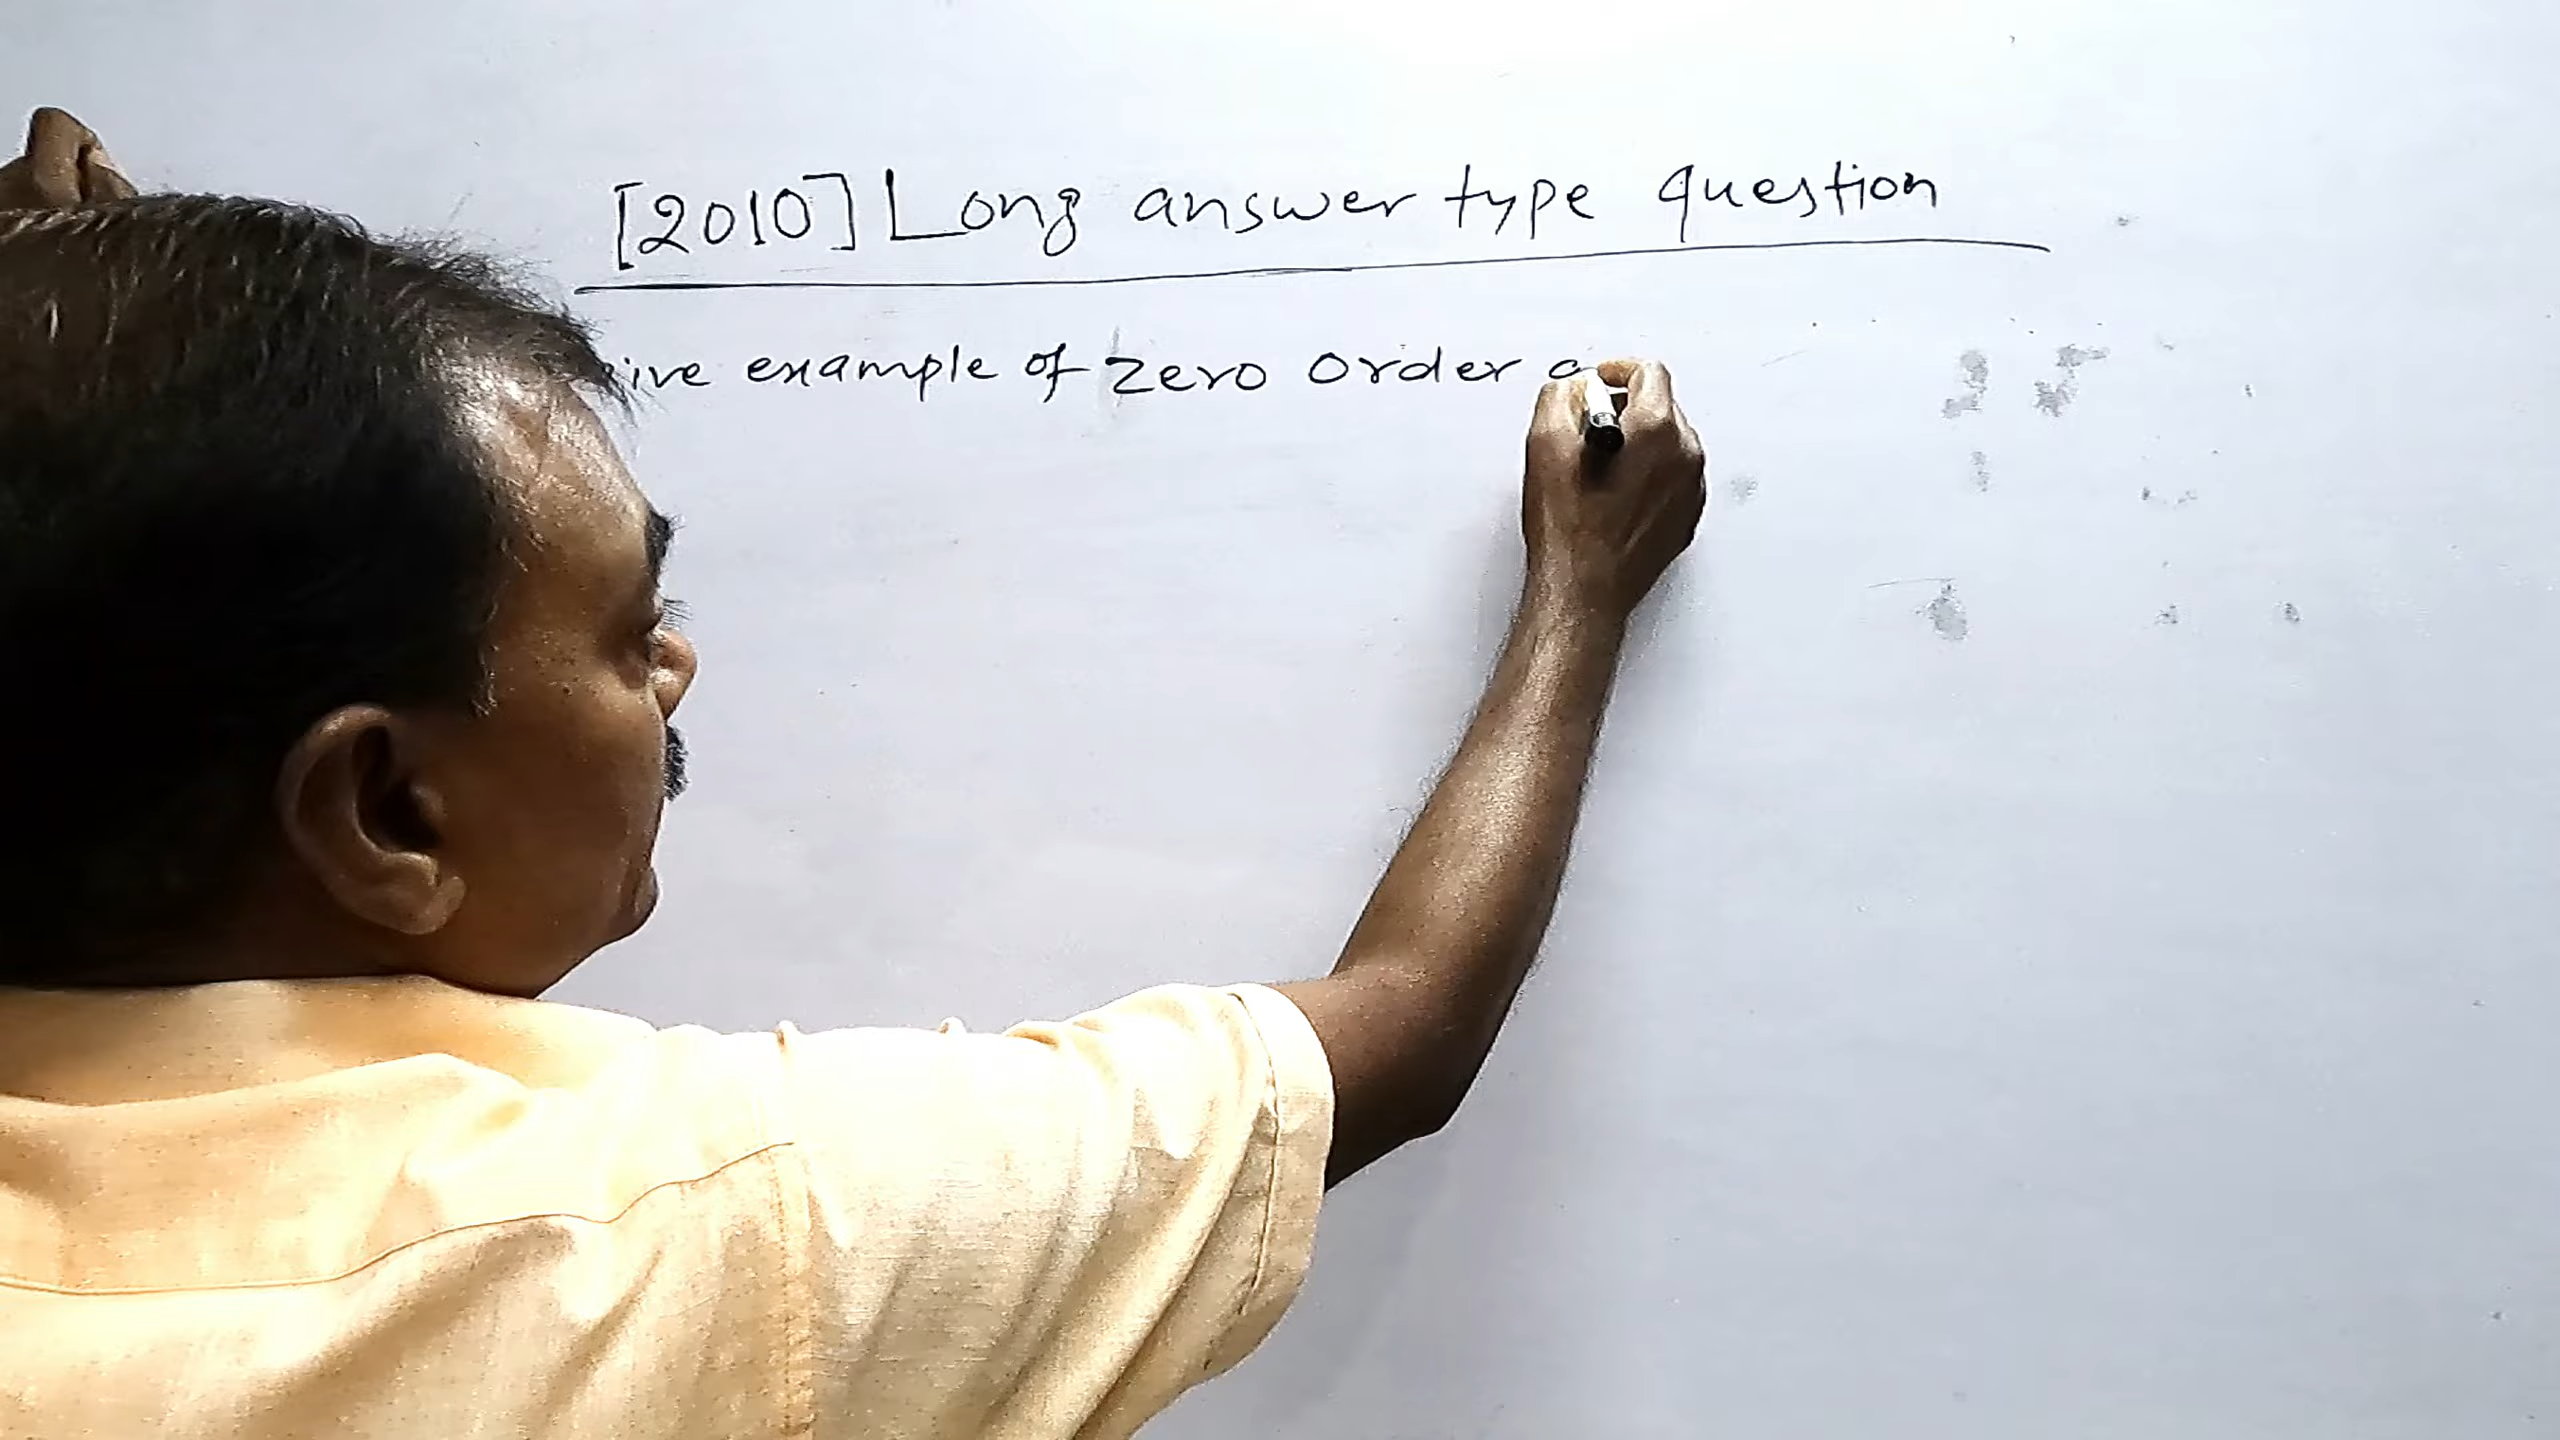 [2010] Long answer type question
ive example of zero order a